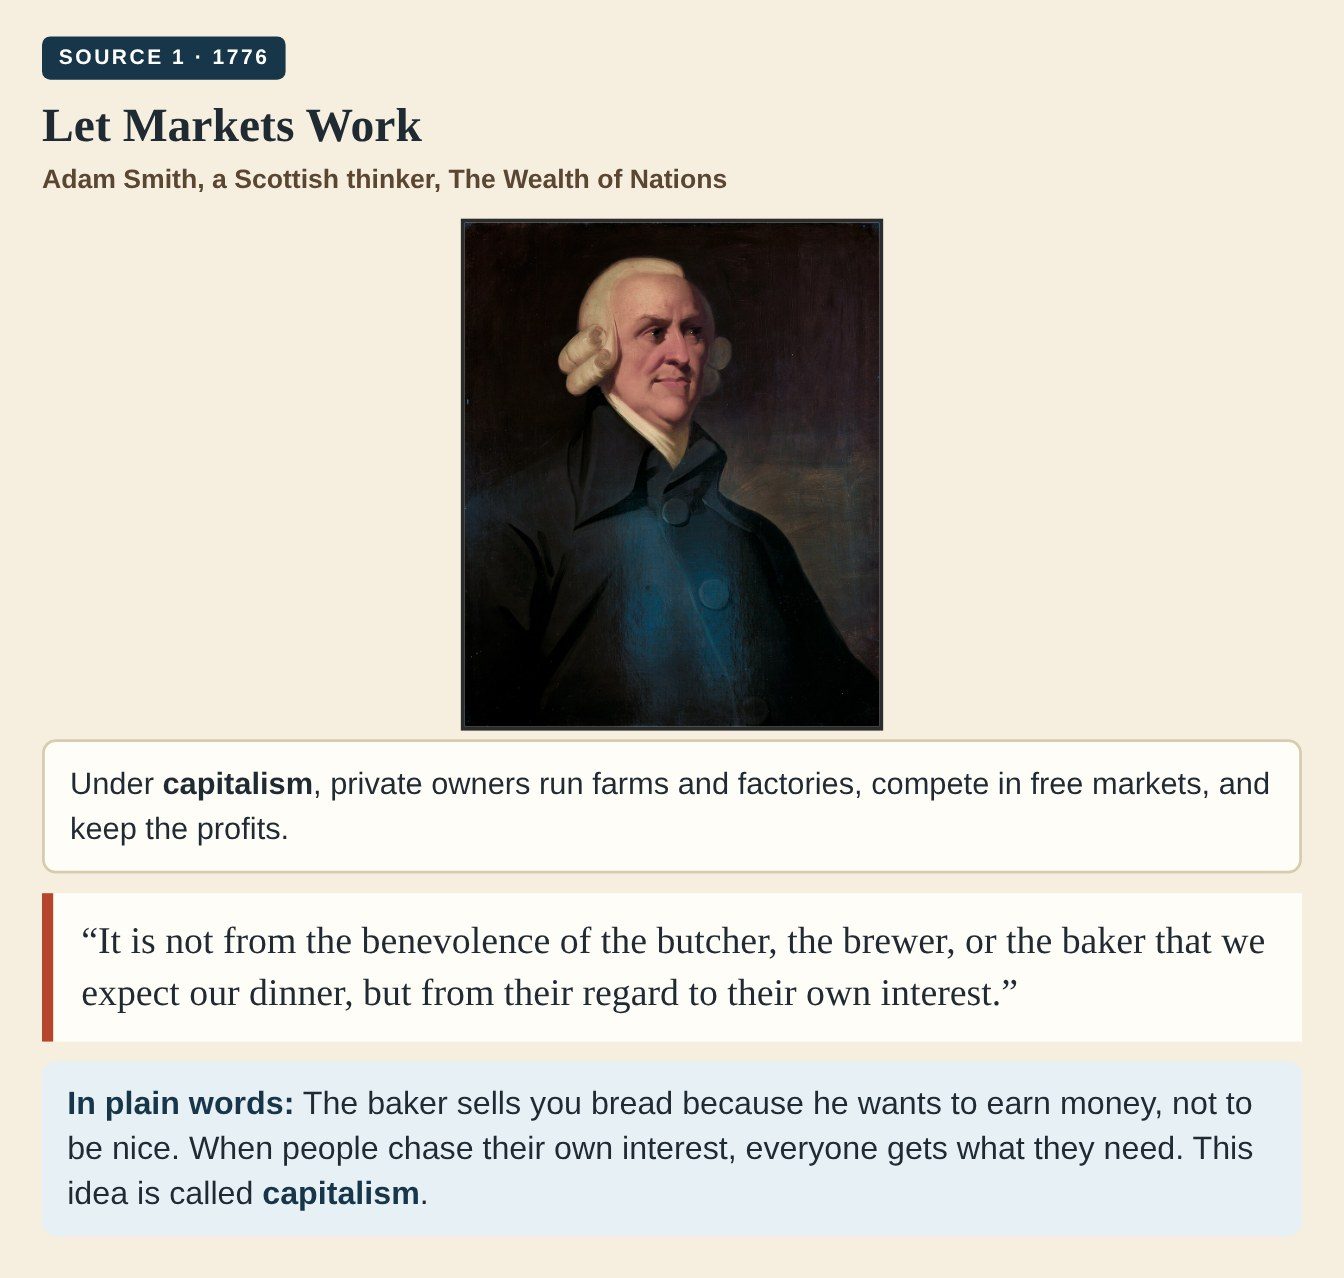 SOURCE 1 · 1776
Let Markets Work
Adam Smith, a Scottish thinker, The Wealth of Nations
Under capitalism, private owners run farms and factories, compete in free markets, and
keep the profits.
“It is not from the benevolence of the butcher, the brewer, or the baker that we
expect our dinner, but from their regard to their own interest.”
In plain words: The baker sells you bread because he wants to earn money, not to
be nice. When people chase their own interest, everyone gets what they need. This
idea is called capitalism.